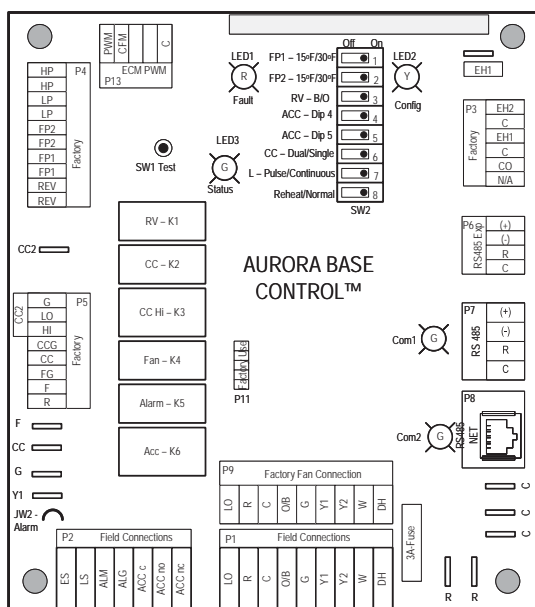 PWM
CFM
C
ECM PWM
P13
LED1
R
Fault
Off On
FP1 – 15ºF/30ºF 1
FP2 – 15ºF/30ºF 2
RV – B/O 3
ACC – Dip 4 4
ACC – Dip 5 5
CC – Dual/Single 6
L – Pulse/Continuous 7
Reheat/Normal 8
SW2
LED2
Y
Config
EH1
HP P4
HP
LP
LP
FP2
FP2
FP1
FP1
REV
REV
Factory
SW1 Test
LED3
G
Status
P3
Factory
EH2
C
EH1
C
CO
N/A
CC2
RV – K1
CC – K2
CC Hi – K3
Fan – K4
Alarm – K5
Acc – K6
AURORA BASE
CONTROL™
P6
RS485 Exp
(+)
(-)
R
C
CC2
G P5
LO
HI
CCG
CC
FG
F
R
Factory
Factory Use
P11
P7
RS 485
(+)
(-)
R
C
Com1
G
P8
RS485
NET
Com2
G
F
CC
G
Y1
JW2 -
Alarm
P9 Factory Fan Connection
LO R C O/B G Y1 Y2 W DH
3A-Fuse
C
C
C
P2 Field Connections
ES LS ALM ALG ACC c ACC no ACC nc
P1 Field Connections
LO R C O/B G Y1 Y2 W DH
R R